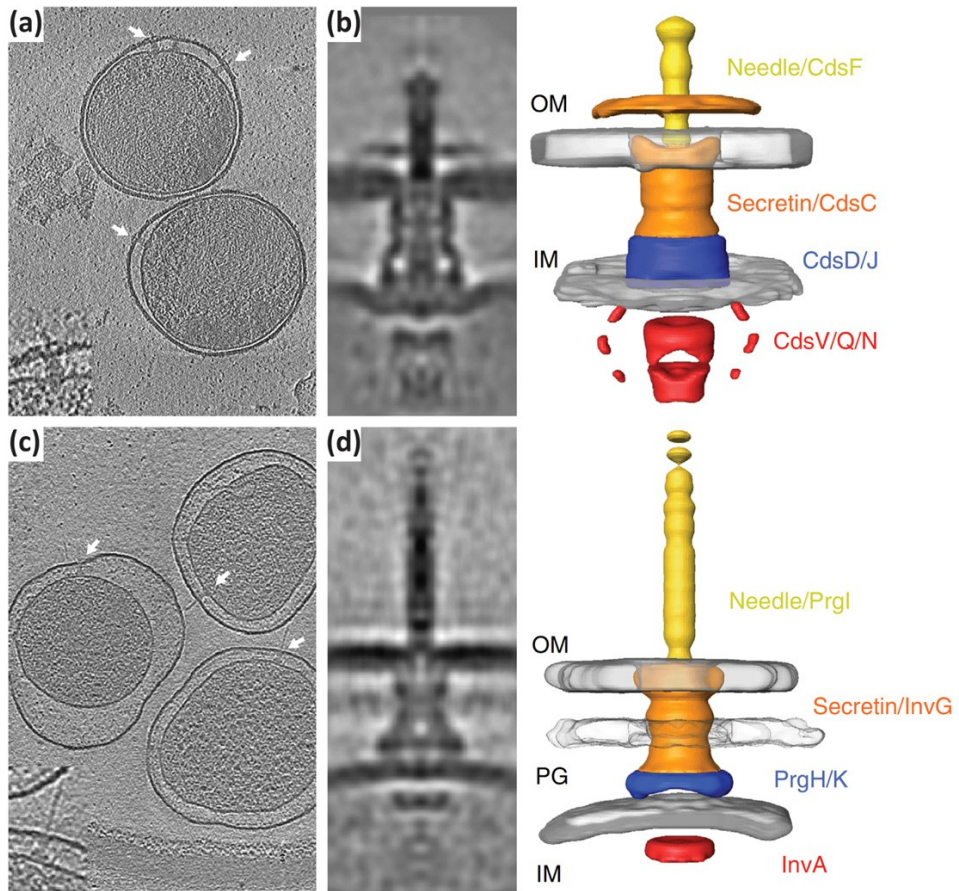 (a)
(b)
Needle/CdsF
OM
Secretin/CdsC
IM
CdsD/J
CdsV/Q/N
(c)
(d)
Needle/PrgI
OM
Secretin/InvG
PG
PrgH/K
IM
InvA